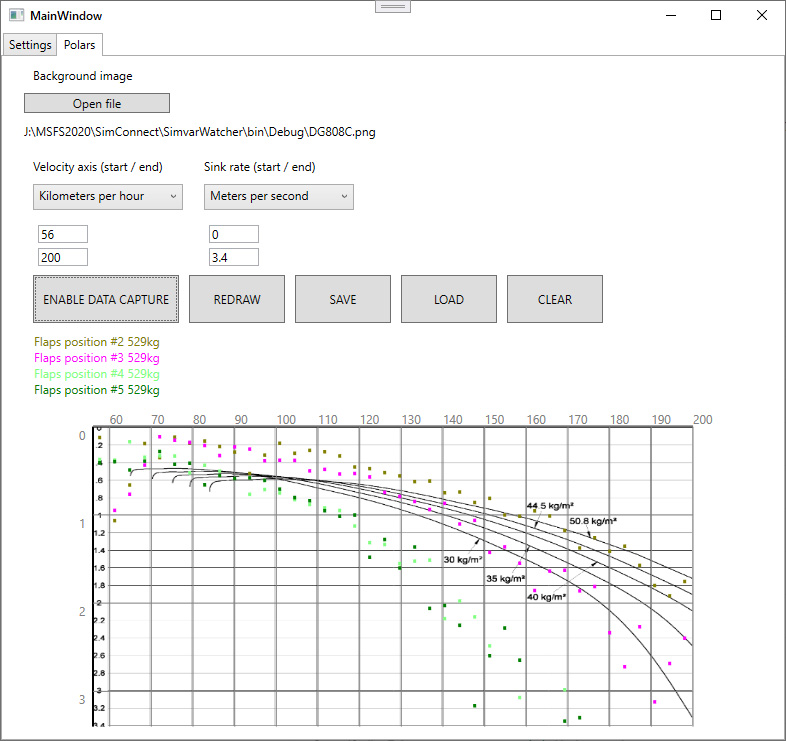 MainWindow
Settings Polars
Background image
Open file
J:\MSFS2020\SimConnect\SimvarWatcher\bin\Debug\DG808C.png
Velocity axis (start / end) Sink rate (start / end)
Kilometers per hour Meters per second
56 0
200 3.4
ENABLE DATA CAPTURE REDRAW SAVE LOAD CLEAR
Flaps position #2 529kg
Flaps position #3 529kg
Flaps position #4 529kg
Flaps position #5 529kg
60 70 80 90 100 110 120 130 140 150 160 170 180 190 200
0 0
.2
.4
.6
.8
44.5 kg/m²
1 1
50.8 kg/m²
1.2
1.4
30 kg/m²
1.6
35 kg/m²
1.8
40 kg/m²
2 2
2.2
2.4
2.6
2.8
3 3
3.2
3.4